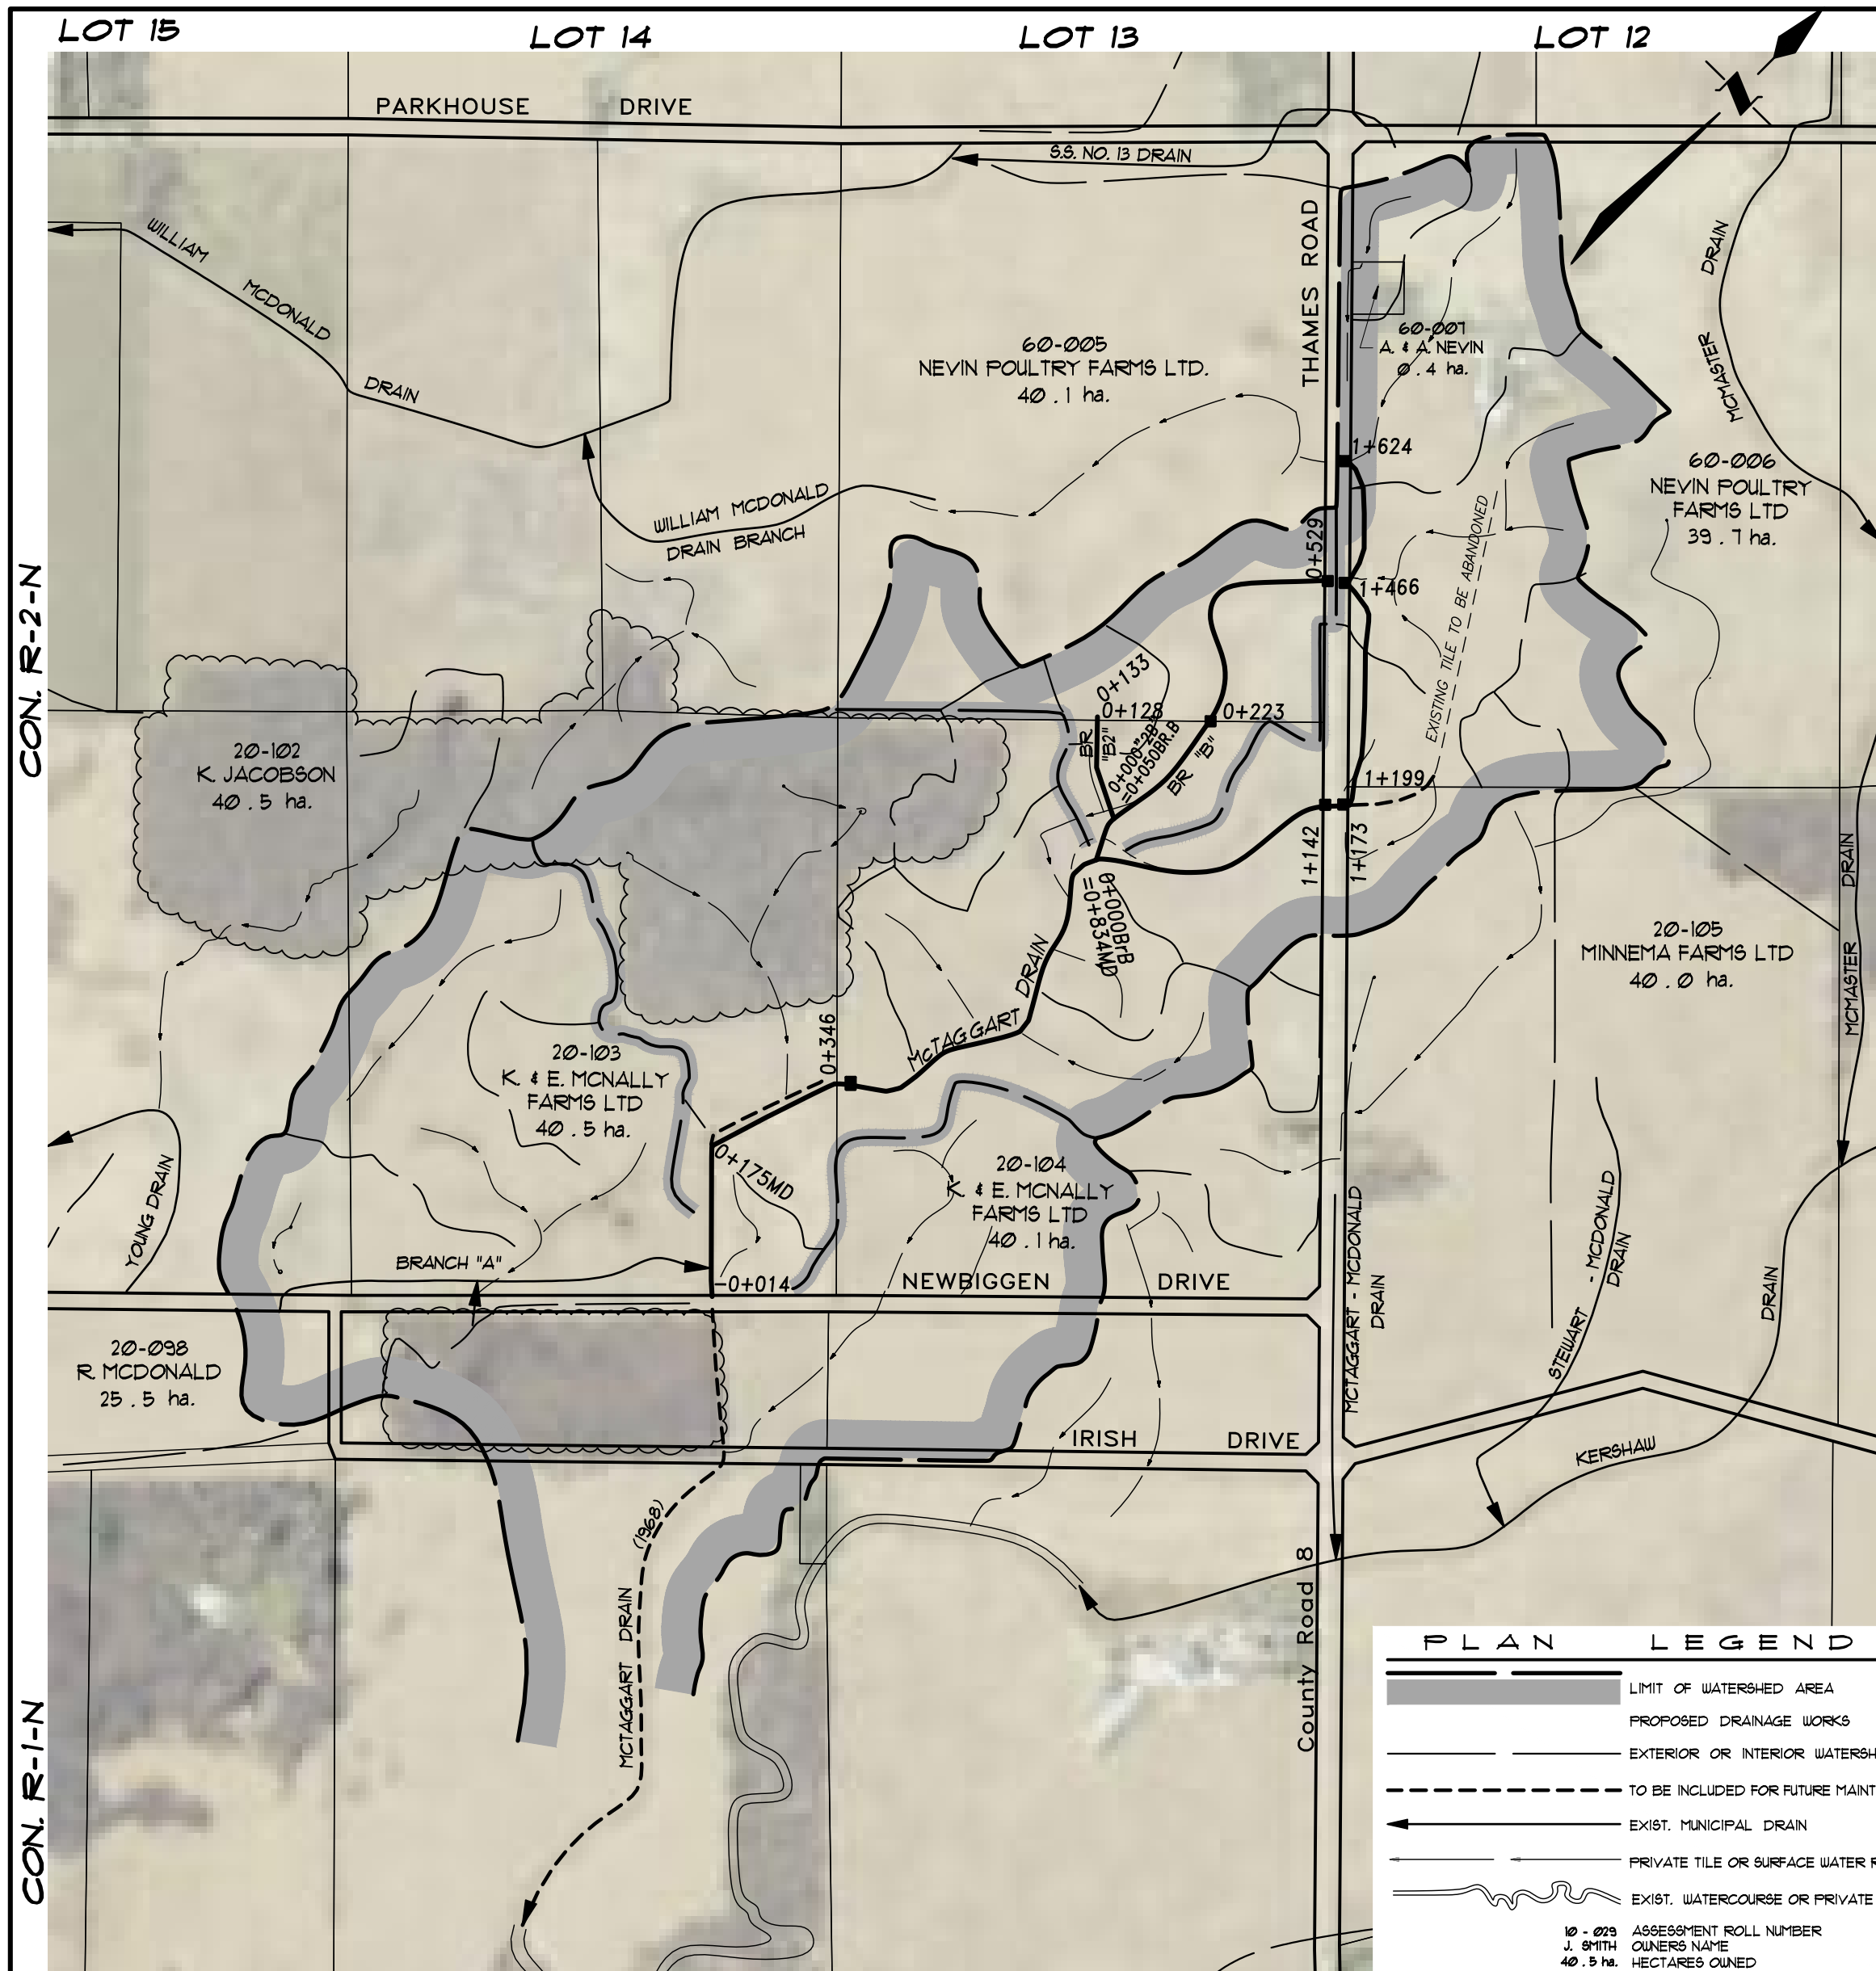 LOT 15
LOT 14
LOT 13
LOT 12
PARKHOUSE DRIVE
S.S. NO. 13 DRAIN
WILLIAM
MCDONALD
DRAIN
THAMES ROAD
DRAIN
MCMASTER
60-005
NEVIN POULTRY FARMS LTD.
40.1 ha.
60-007
A. & A. NEVIN
0.4 ha.
1+624
60-006
NEVIN POULTRY
FARMS LTD
39.7 ha.
WILLIAM MCDONALD
DRAIN BRANCH
0+529
1+466
EXISTING TILE TO BE ABANDONED
CON. R-2-N
0+133
0+128
0+223
BR
"B2"
0+000"2B"
=0+050BR.B
BR "B"
20-102
K. JACOBSON
40.5 ha.
1+199
1+142
1+173
0+000BrB
=0+834MD
MCMASTER DRAIN
20-105
MINNEMA FARMS LTD
40.0 ha.
McTAGGART DRAIN
0+346
20-103
K. & E. MCNALLY
FARMS LTD
40.5 ha.
0+175MD
20-104
K. & E. MCNALLY
FARMS LTD
40.1 ha.
YOUNG DRAIN
BRANCH "A"
-0+014
NEWBIGGEN DRIVE
MCTAGGART - MCDONALD
DRAIN
STEWART - MCDONALD
DRAIN
DRAIN
KERSHAW
20-098
R. MCDONALD
25.5 ha.
IRISH DRIVE
(1968)
MCTAGGART DRAIN
County Road 8
CON. R-1-N
PLAN LEGEND
LIMIT OF WATERSHED AREA
PROPOSED DRAINAGE WORKS
EXTERIOR OR INTERIOR WATERSH
TO BE INCLUDED FOR FUTURE MAINT
EXIST. MUNICIPAL DRAIN
PRIVATE TILE OR SURFACE WATER R
EXIST. WATERCOURSE OR PRIVATE
10 - 029 ASSESSMENT ROLL NUMBER
J. SMITH OWNERS NAME
40.5 ha. HECTARES OWNED